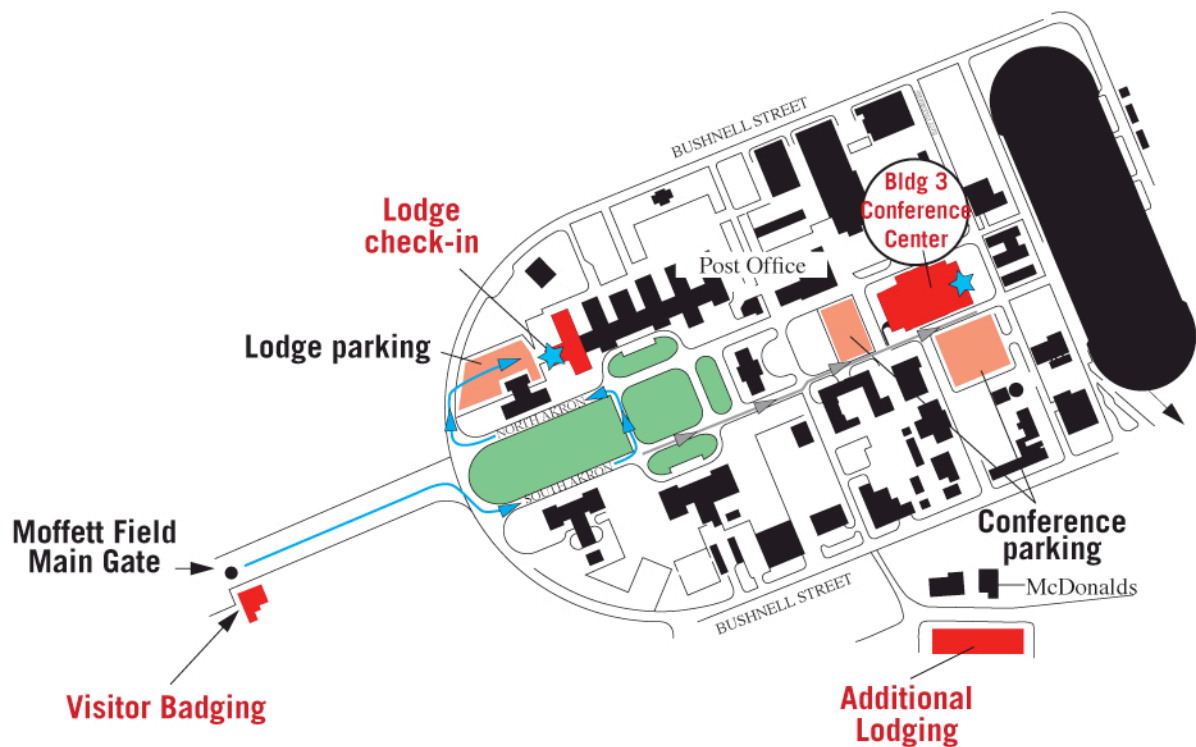 BUSHNELL STREET
Bldg 3
Conference
Center
Lodge
check-in
Post Office
Lodge parking
NORTH AKRON
SOUTH AKRON
Moffett Field
Main Gate
Conference
parking
McDonalds
BUSHNELL STREET
Visitor Badging
Additional
Lodging